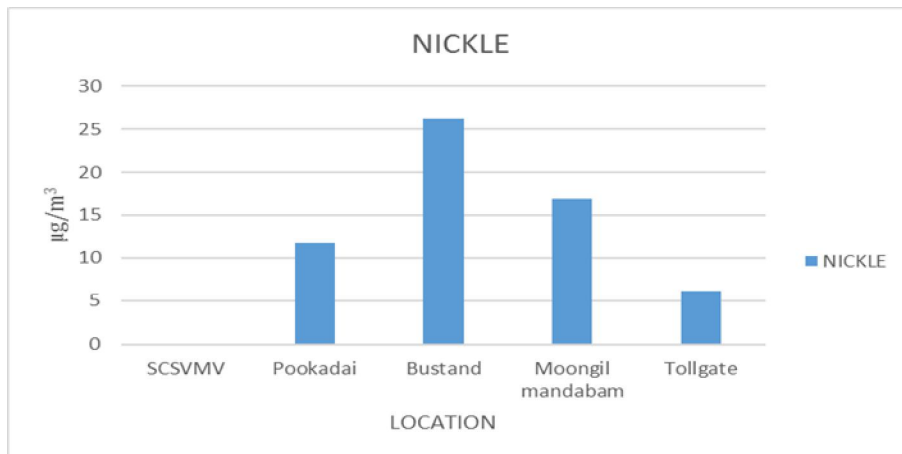 NICKLE
30
25
20
15
10
5
0
µg/m³
SCSVMV
Pookadai
Bustand
Moongil
mandabam
Tollgate
LOCATION
NICKLE